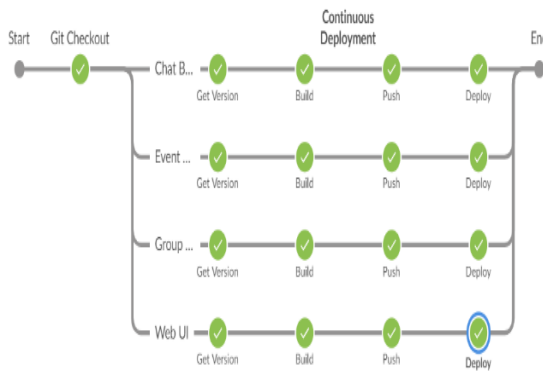 Continuous
Deployment
Start
Git Checkout
En
Chat B...
Get Version
Build
Push
Deploy
Event ...
Get Version
Build
Push
Deploy
Group ...
Get Version
Build
Push
Deploy
Web UI
Get Version
Build
Push
Deploy